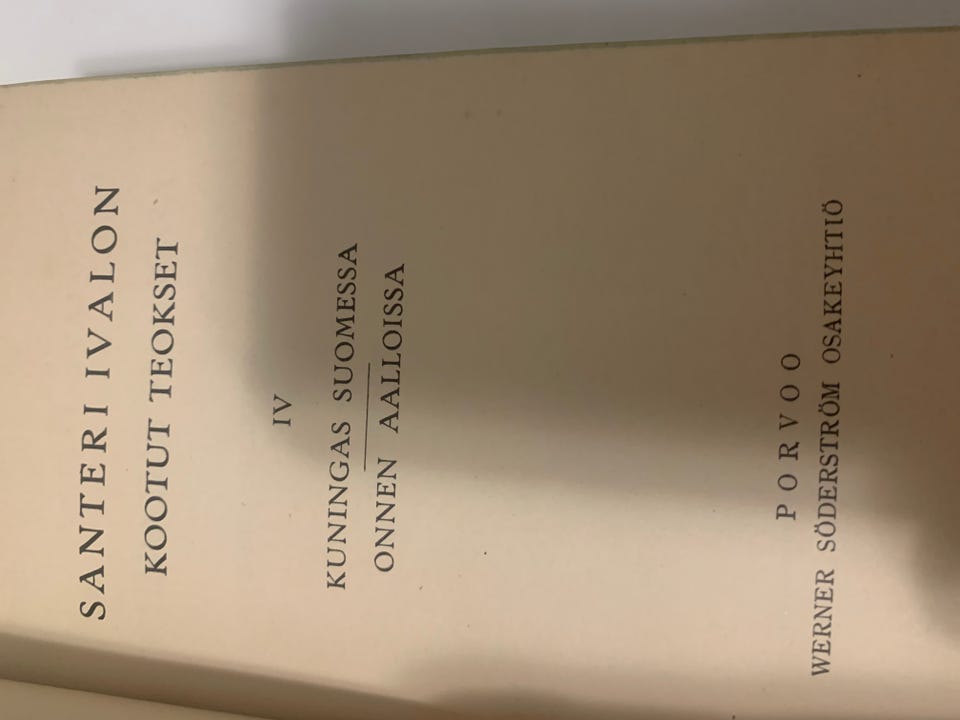 SANTERI IVALON
KOOTUT TEOKSET
IV
KUNINGAS SUOMESSA
ONNEN AALLOISSA
PORVOO
WERNER SÖDERSTRÖM OSAKEYHTIÖ